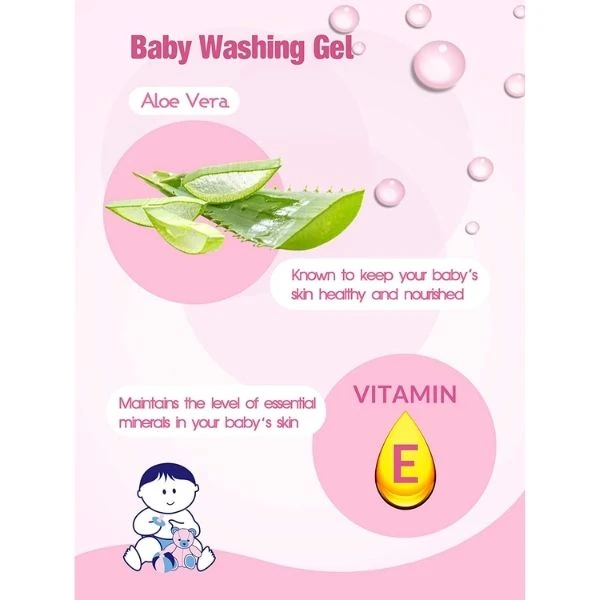 Baby Washing Gel
Aloe Vera
Known to keep your baby's
skin healthy and nourished
Maintains the level of essential
minerals in your baby's skin
VITAMIN
E